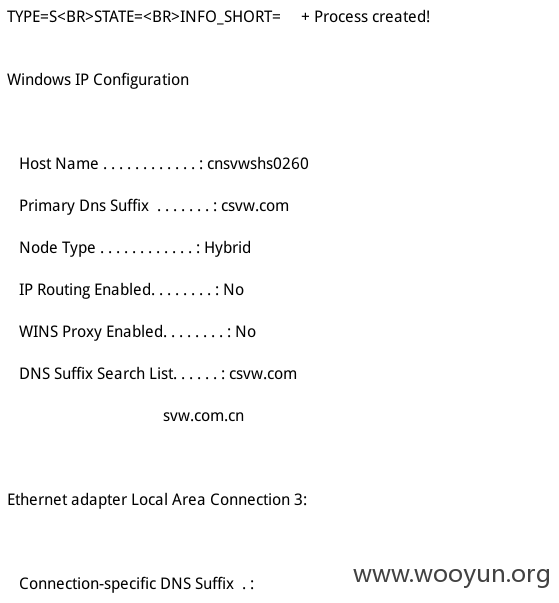 TYPE=S<BR>STATE=<BR>INFO_SHORT= + Process created!
Windows IP Configuration
Host Name . . . . . . . . . . . . : cnsvwshs0260
Primary Dns Suffix . . . . . . . : csvw.com
Node Type . . . . . . . . . . . . : Hybrid
IP Routing Enabled. . . . . . . . : No
WINS Proxy Enabled. . . . . . . . : No
DNS Suffix Search List. . . . . . : csvw.com
svw.com.cn
Ethernet adapter Local Area Connection 3:
Connection-specific DNS Suffix . :
www.wooyun.org